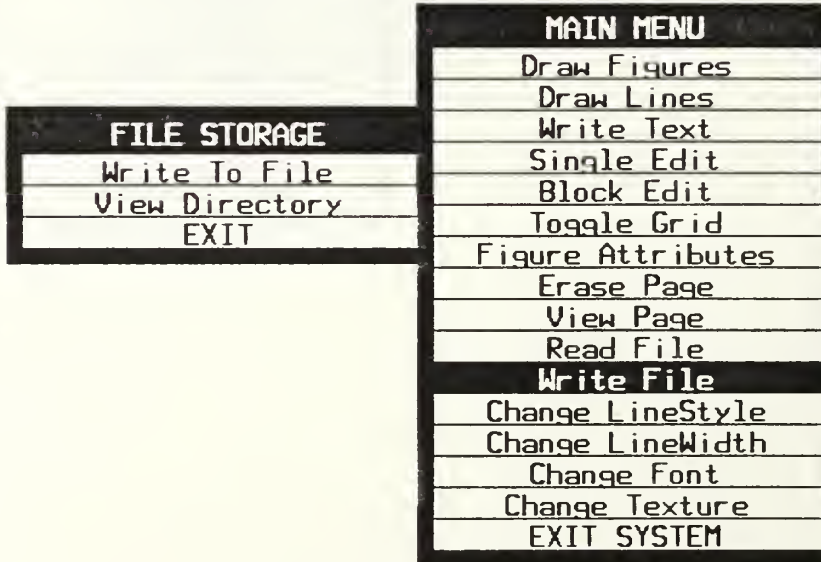 MAIN MENU
Draw Figures
Draw Lines
Write Text
Single Edit
Block Edit
Toggle Grid
Figure Attributes
Erase Page
View Page
Read File
Write File
Change LineStyle
Change LineWidth
Change Font
Change Texture
EXIT SYSTEM
FILE STORAGE
Write To File
View Directory
EXIT